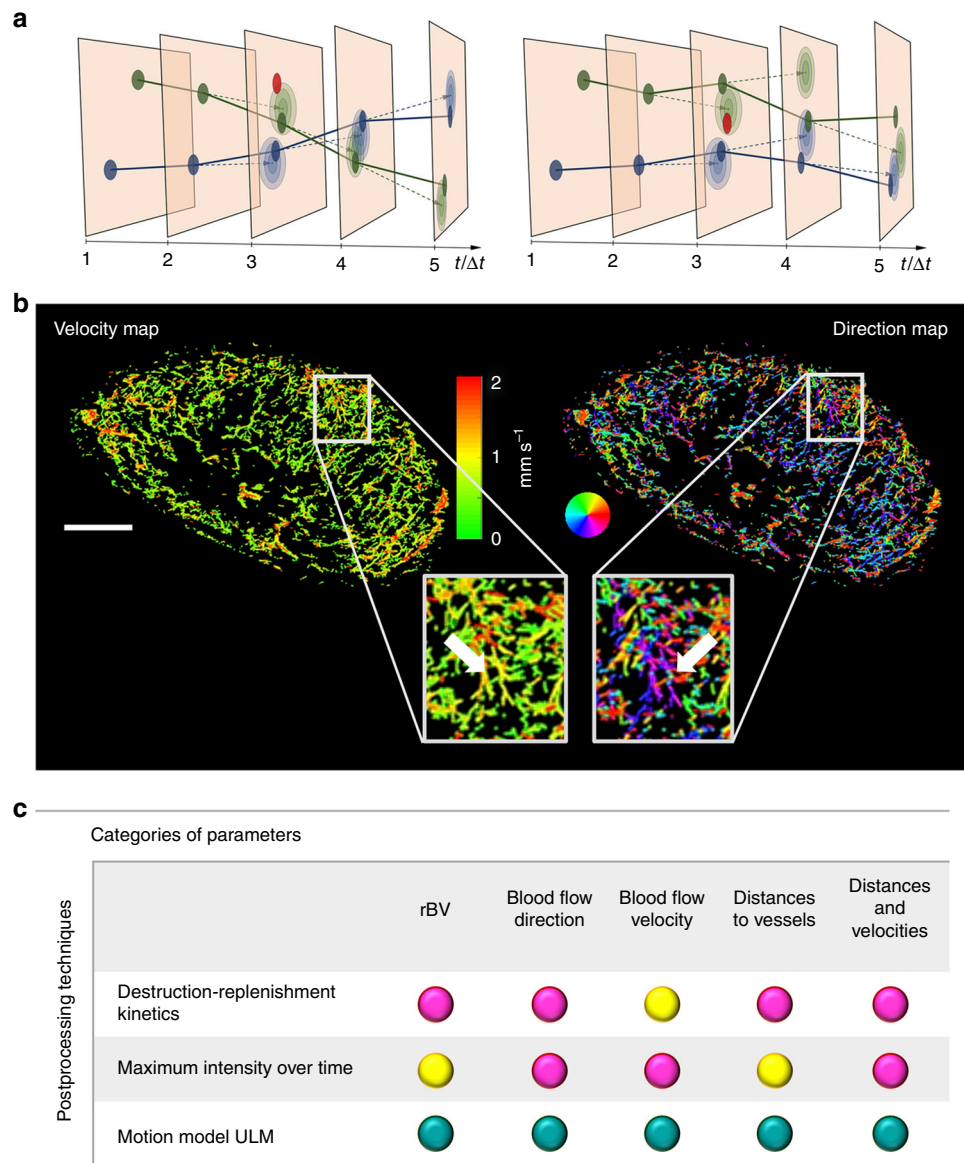 a
1 2 3 4 5 t/Δt
1 2 3 4 5 t/Δt
b
Velocity map
Direction map
2
1
0
mm s⁻¹
c
Categories of parameters
Postprocessing techniques
rBV
Blood flow
direction
Blood flow
velocity
Distances
to vessels
Distances
and
velocities
Destruction-replenishment
kinetics
Maximum intensity over time
Motion model ULM